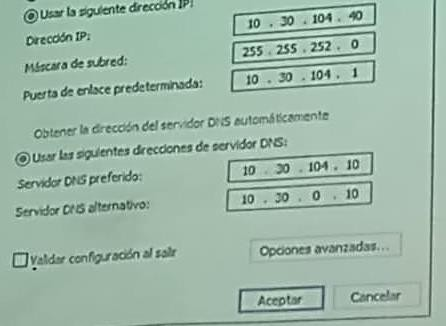 Usar la siguiente dirección IP:
Dirección IP: 10 . 30 . 104 . 40
Máscara de subred: 255 . 255 . 252 . 0
Puerta de enlace predeterminada: 10 . 30 . 104 . 1
Obtener la dirección del servidor DNS automáticamente
Usar las siguientes direcciones de servidor DNS:
Servidor DNS preferido: 10 . 30 . 104 . 10
Servidor DNS alternativo: 10 . 30 . 0 . 10
Validar configuración al salir
Opciones avanzadas...
Aceptar
Cancelar